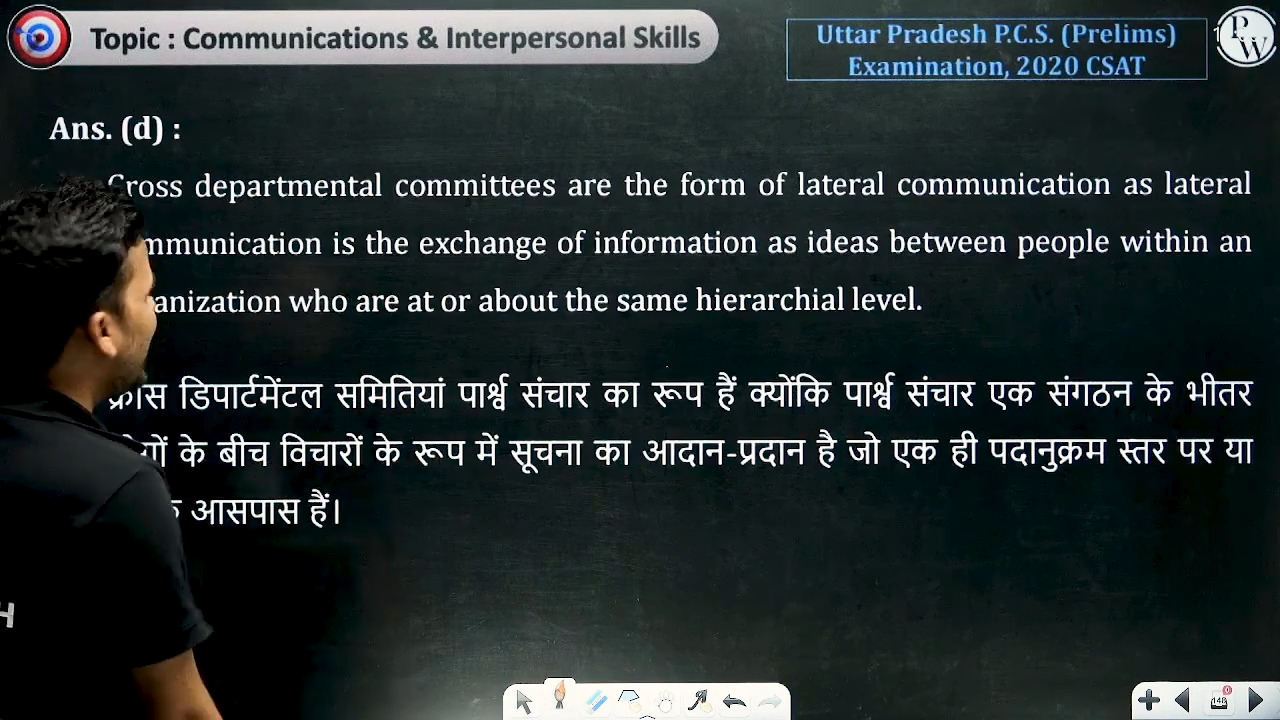 Topic : Communications & Interpersonal Skills
Uttar Pradesh P.C.S. (Prelims)
Examination, 2020 CSAT
P
W
Ans. (d) :
Cross departmental committees are the form of lateral communication as lateral
mmunication is the exchange of information as ideas between people within an
anization who are at or about the same hierarchial level.
क्रास डिपार्टमेंटल समितियां पार्श्व संचार का रूप हैं क्योंकि पार्श्व संचार एक संगठन के भीतर
के बीच विचारों के रूप में सूचना का आदान-प्रदान है जो एक ही पदानुक्रम स्तर पर या
आसपास हैं।
H
148